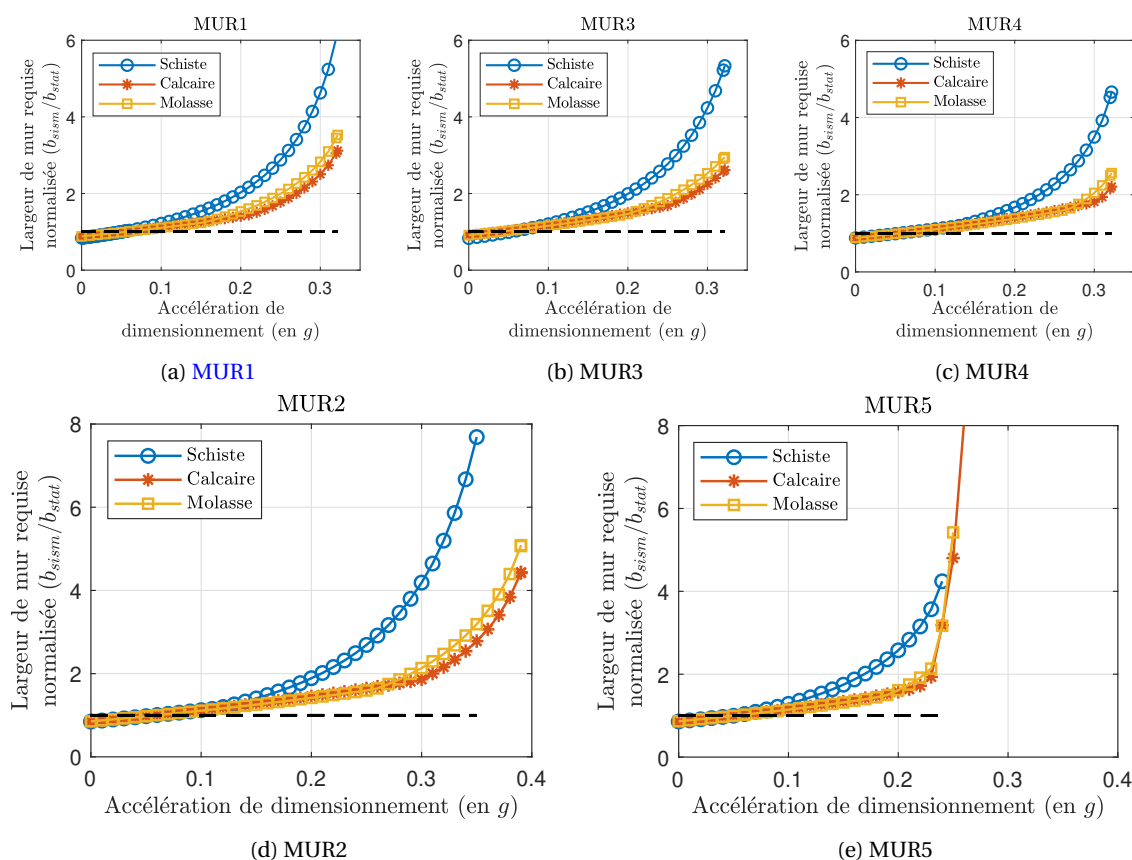 MUR1
Largeur de mur requise
normalisée (b_sism/b_stat)
6
4
2
0
Schiste
Calcaire
Molasse
0
0.1
0.2
0.3
Accélération de
dimensionnement (en g)
(a) MUR1
MUR3
Largeur de mur requise
normalisée (b_sism/b_stat)
6
4
2
0
Schiste
Calcaire
Molasse
0
0.1
0.2
0.3
Accélération de
dimensionnement (en g)
(b) MUR3
MUR4
Largeur de mur requise
normalisée (b_sism/b_stat)
6
4
2
0
Schiste
Calcaire
Molasse
0
0.1
0.2
0.3
Accélération de
dimensionnement (en g)
(c) MUR4
MUR2
Largeur de mur requise
normalisée (b_sism/b_stat)
8
6
4
2
0
Schiste
Calcaire
Molasse
0
0.1
0.2
0.3
0.4
Accélération de dimensionnement (en g)
(d) MUR2
MUR5
Largeur de mur requise
normalisée (b_sism/b_stat)
8
6
4
2
0
Schiste
Calcaire
Molasse
0
0.1
0.2
0.3
0.4
Accélération de dimensionnement (en g)
(e) MUR5